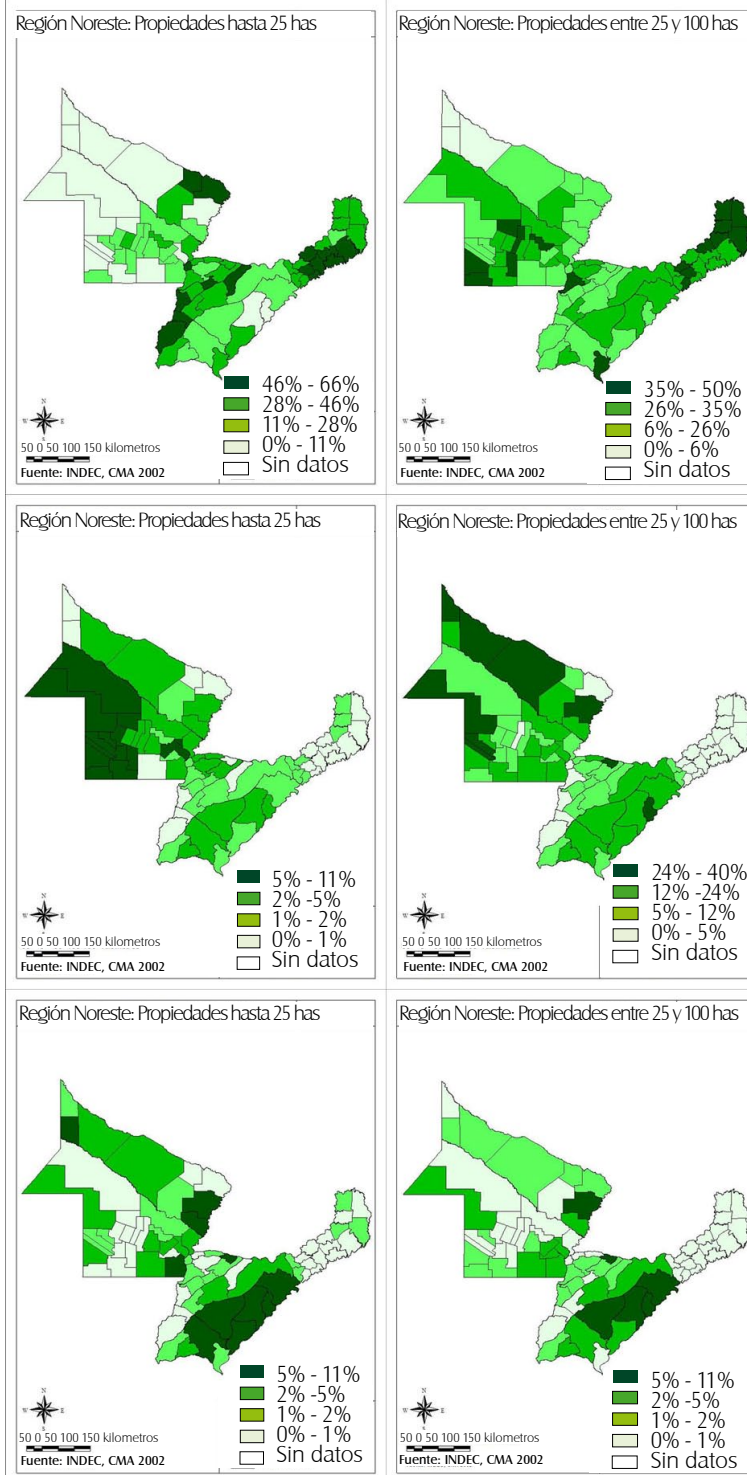 Región Noreste: Propiedades hasta 25 has
N
W E
S
46% - 66%
28% - 46%
11% - 28%
0% - 11%
Sin datos
50 0 50 100 150 kilometros
Fuente: INDEC, CMA 2002
Región Noreste: Propiedades entre 25 y 100 has
N
W E
S
35% - 50%
26% - 35%
6% - 26%
0% - 6%
Sin datos
50 0 50 100 150 kilometros
Fuente: INDEC, CMA 2002
Región Noreste: Propiedades hasta 25 has
N
W E
S
5% - 11%
2% -5%
1% - 2%
0% - 1%
Sin datos
50 0 50 100 150 kilometros
Fuente: INDEC, CMA 2002
Región Noreste: Propiedades entre 25 y 100 has
N
W E
S
24% - 40%
12% -24%
5% - 12%
0% - 5%
Sin datos
50 0 50 100 150 kilometros
Fuente: INDEC, CMA 2002
Región Noreste: Propiedades hasta 25 has
N
W E
S
5% - 11%
2% -5%
1% - 2%
0% - 1%
Sin datos
50 0 50 100 150 kilometros
Fuente: INDEC, CMA 2002
Región Noreste: Propiedades entre 25 y 100 has
N
W E
S
5% - 11%
2% -5%
1% - 2%
0% - 1%
Sin datos
50 0 50 100 150 kilometros
Fuente: INDEC, CMA 2002